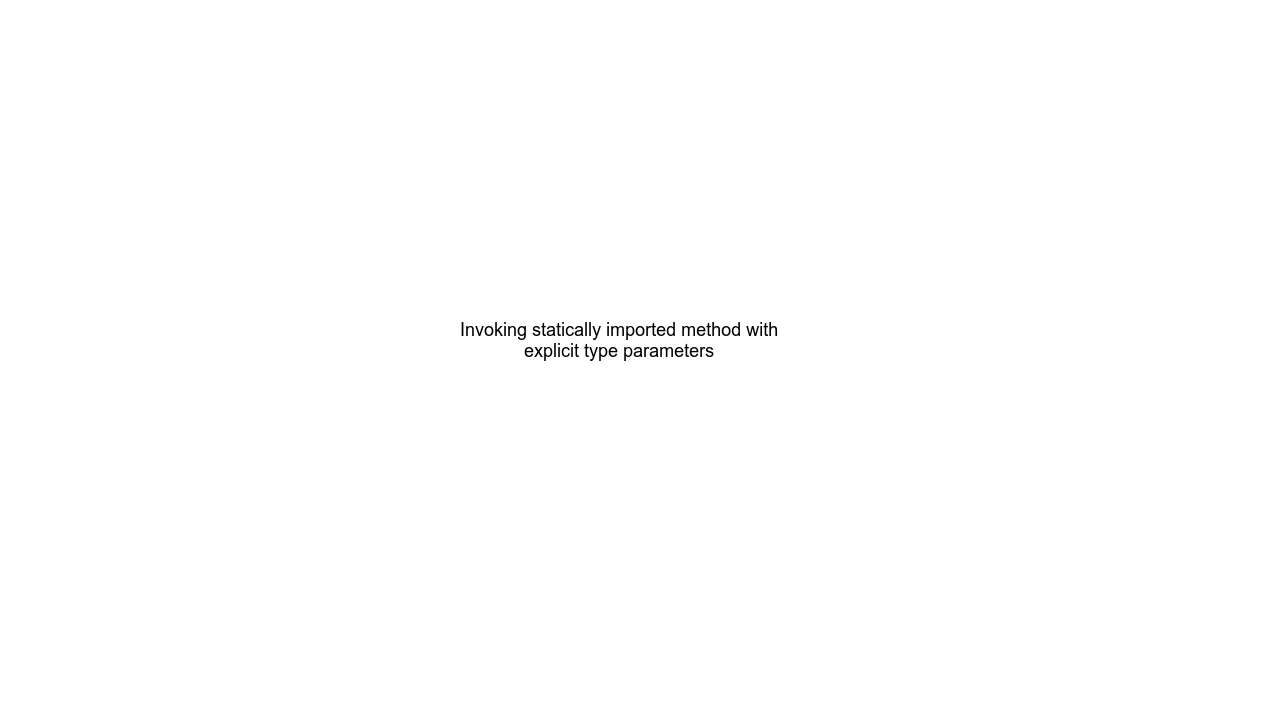 Invoking statically imported method with
explicit type parameters